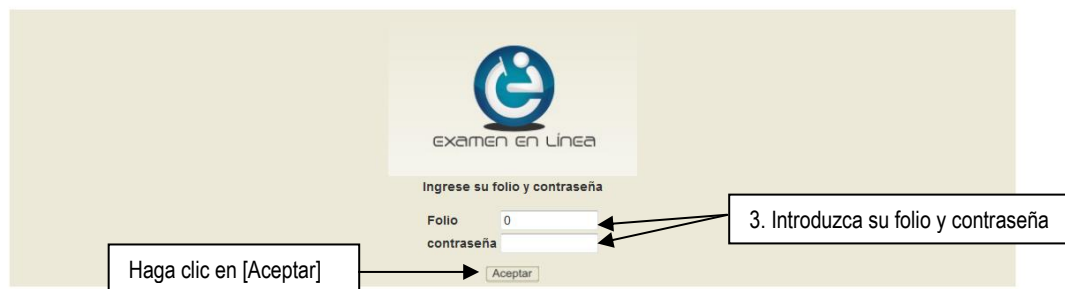 Examen en Línea
Ingrese su folio y contraseña
Folio 0
3. Introduzca su folio y contraseña
contraseña
Haga clic en [Aceptar]
Aceptar